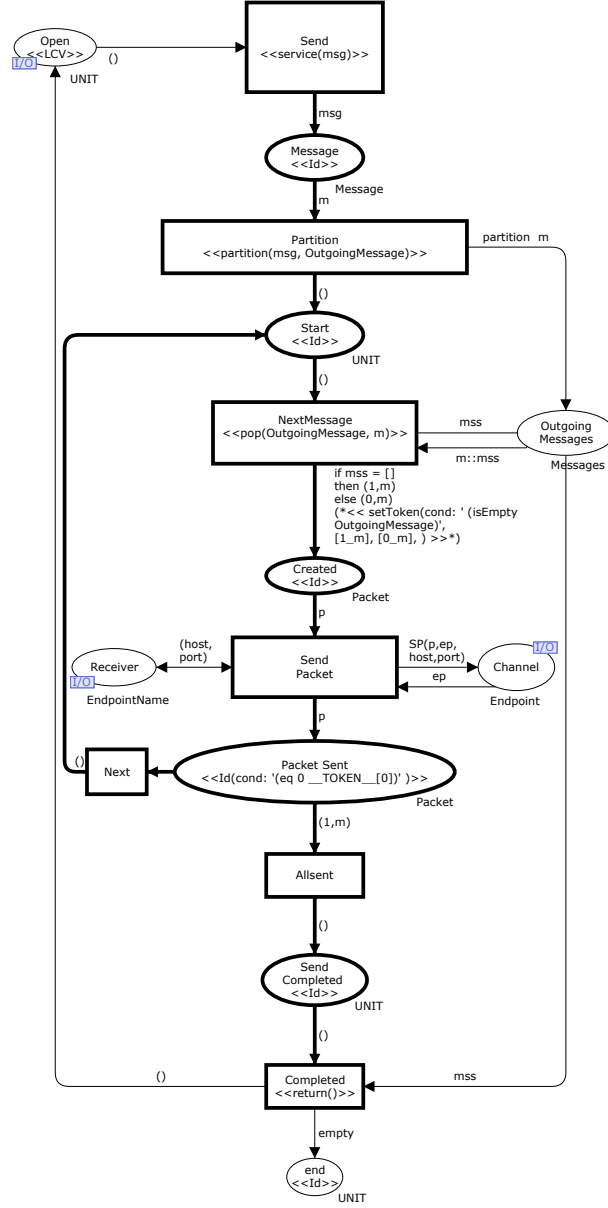 Open
<<LCV>>
I/O
()
UNIT
Send
<<service(msg)>>
msg
Message
<<Id>>
Message
m
Partition
<<partition(msg, OutgoingMessage)>>
partition m
()
Start
<<Id>>
UNIT
()
NextMessage
<<pop(OutgoingMessage, m)>>
mss
m::mss
Outgoing
Messages
Messages
if mss = []
then (1,m)
else (0,m)
(*<< setToken(cond: ' (isEmpty
OutgoingMessage)',
[1_m], [0_m], ) >>*)
Created
<<Id>>
Packet
p
Receiver
I/O
EndpointName
(host,
port)
Send
Packet
SP(p,ep,
host,port)
ep
Channel
I/O
Endpoint
p
()
Next
Packet Sent
<<Id(cond: '(eq 0 __TOKEN__[0])' )>>
Packet
(1,m)
Allsent
()
Send
Completed
<<Id>>
UNIT
()
()
Completed
<<return()>>
mss
empty
end
<<Id>>
UNIT